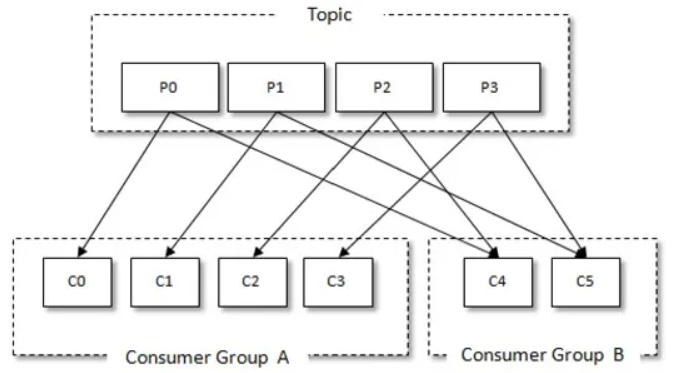 Topic
P0 P1 P2 P3
C0 C1 C2 C3 C4 C5
Consumer Group A Consumer Group B